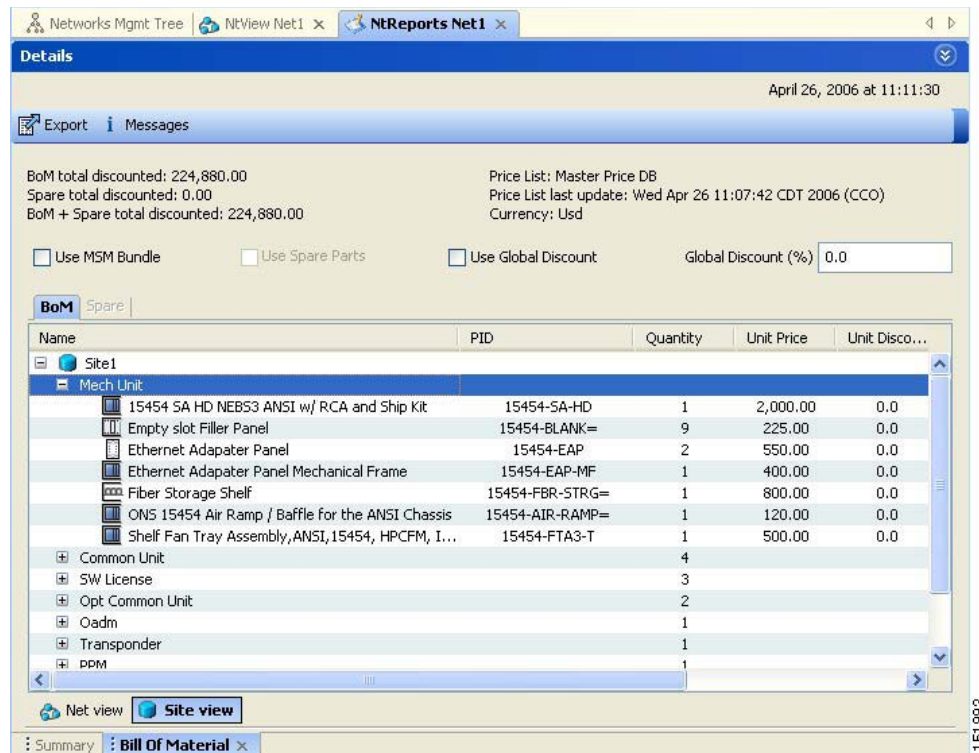 Networks Mgmt Tree NtView Net1 NtReports Net1
Details
April 26, 2006 at 11:11:30
Export i Messages
BoM total discounted: 224,880.00 Price List: Master Price DB
Spare total discounted: 0.00 Price List last update: Wed Apr 26 11:07:42 CDT 2006 (CCO)
BoM + Spare total discounted: 224,880.00 Currency: Usd
Use MSM Bundle Use Spare Parts Use Global Discount Global Discount (%) 0.0
BoM Spare
Name PID Quantity Unit Price Unit Disco...
Site1
Mech Unit
15454 SA HD NEBS3 ANSI w/ RCA and Ship Kit 15454-SA-HD 1 2,000.00 0.0
Empty slot Filler Panel 15454-BLANK= 9 225.00 0.0
Ethernet Adapater Panel 15454-EAP 2 550.00 0.0
Ethernet Adapater Panel Mechanical Frame 15454-EAP-MF 1 400.00 0.0
Fiber Storage Shelf 15454-FBR-STRG= 1 800.00 0.0
ONS 15454 Air Ramp / Baffle for the ANSI Chassis 15454-AIR-RAMP= 1 120.00 0.0
Shelf Fan Tray Assembly,ANSI,15454, HPCFM, I... 15454-FTA3-T 1 500.00 0.0
Common Unit 4
SW License 3
Opt Common Unit 2
Oadm 1
Transponder 1
PPM 1
Net view Site view
Summary Bill Of Material
151993